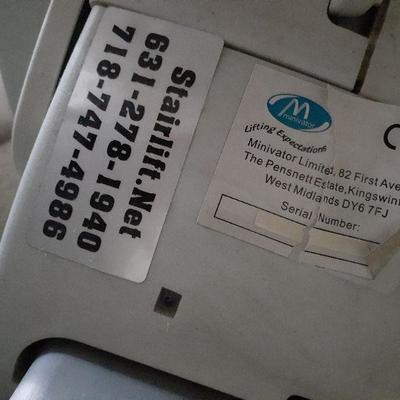 Stairlift.Net
631-278-1940
718-747-4986
M
minivator
Lifting Expectations
Minivator Limited, 82 First Ave
The Pensnett Estate, Kingswinf
West Midlands DY6 7FJ
Serial Number: